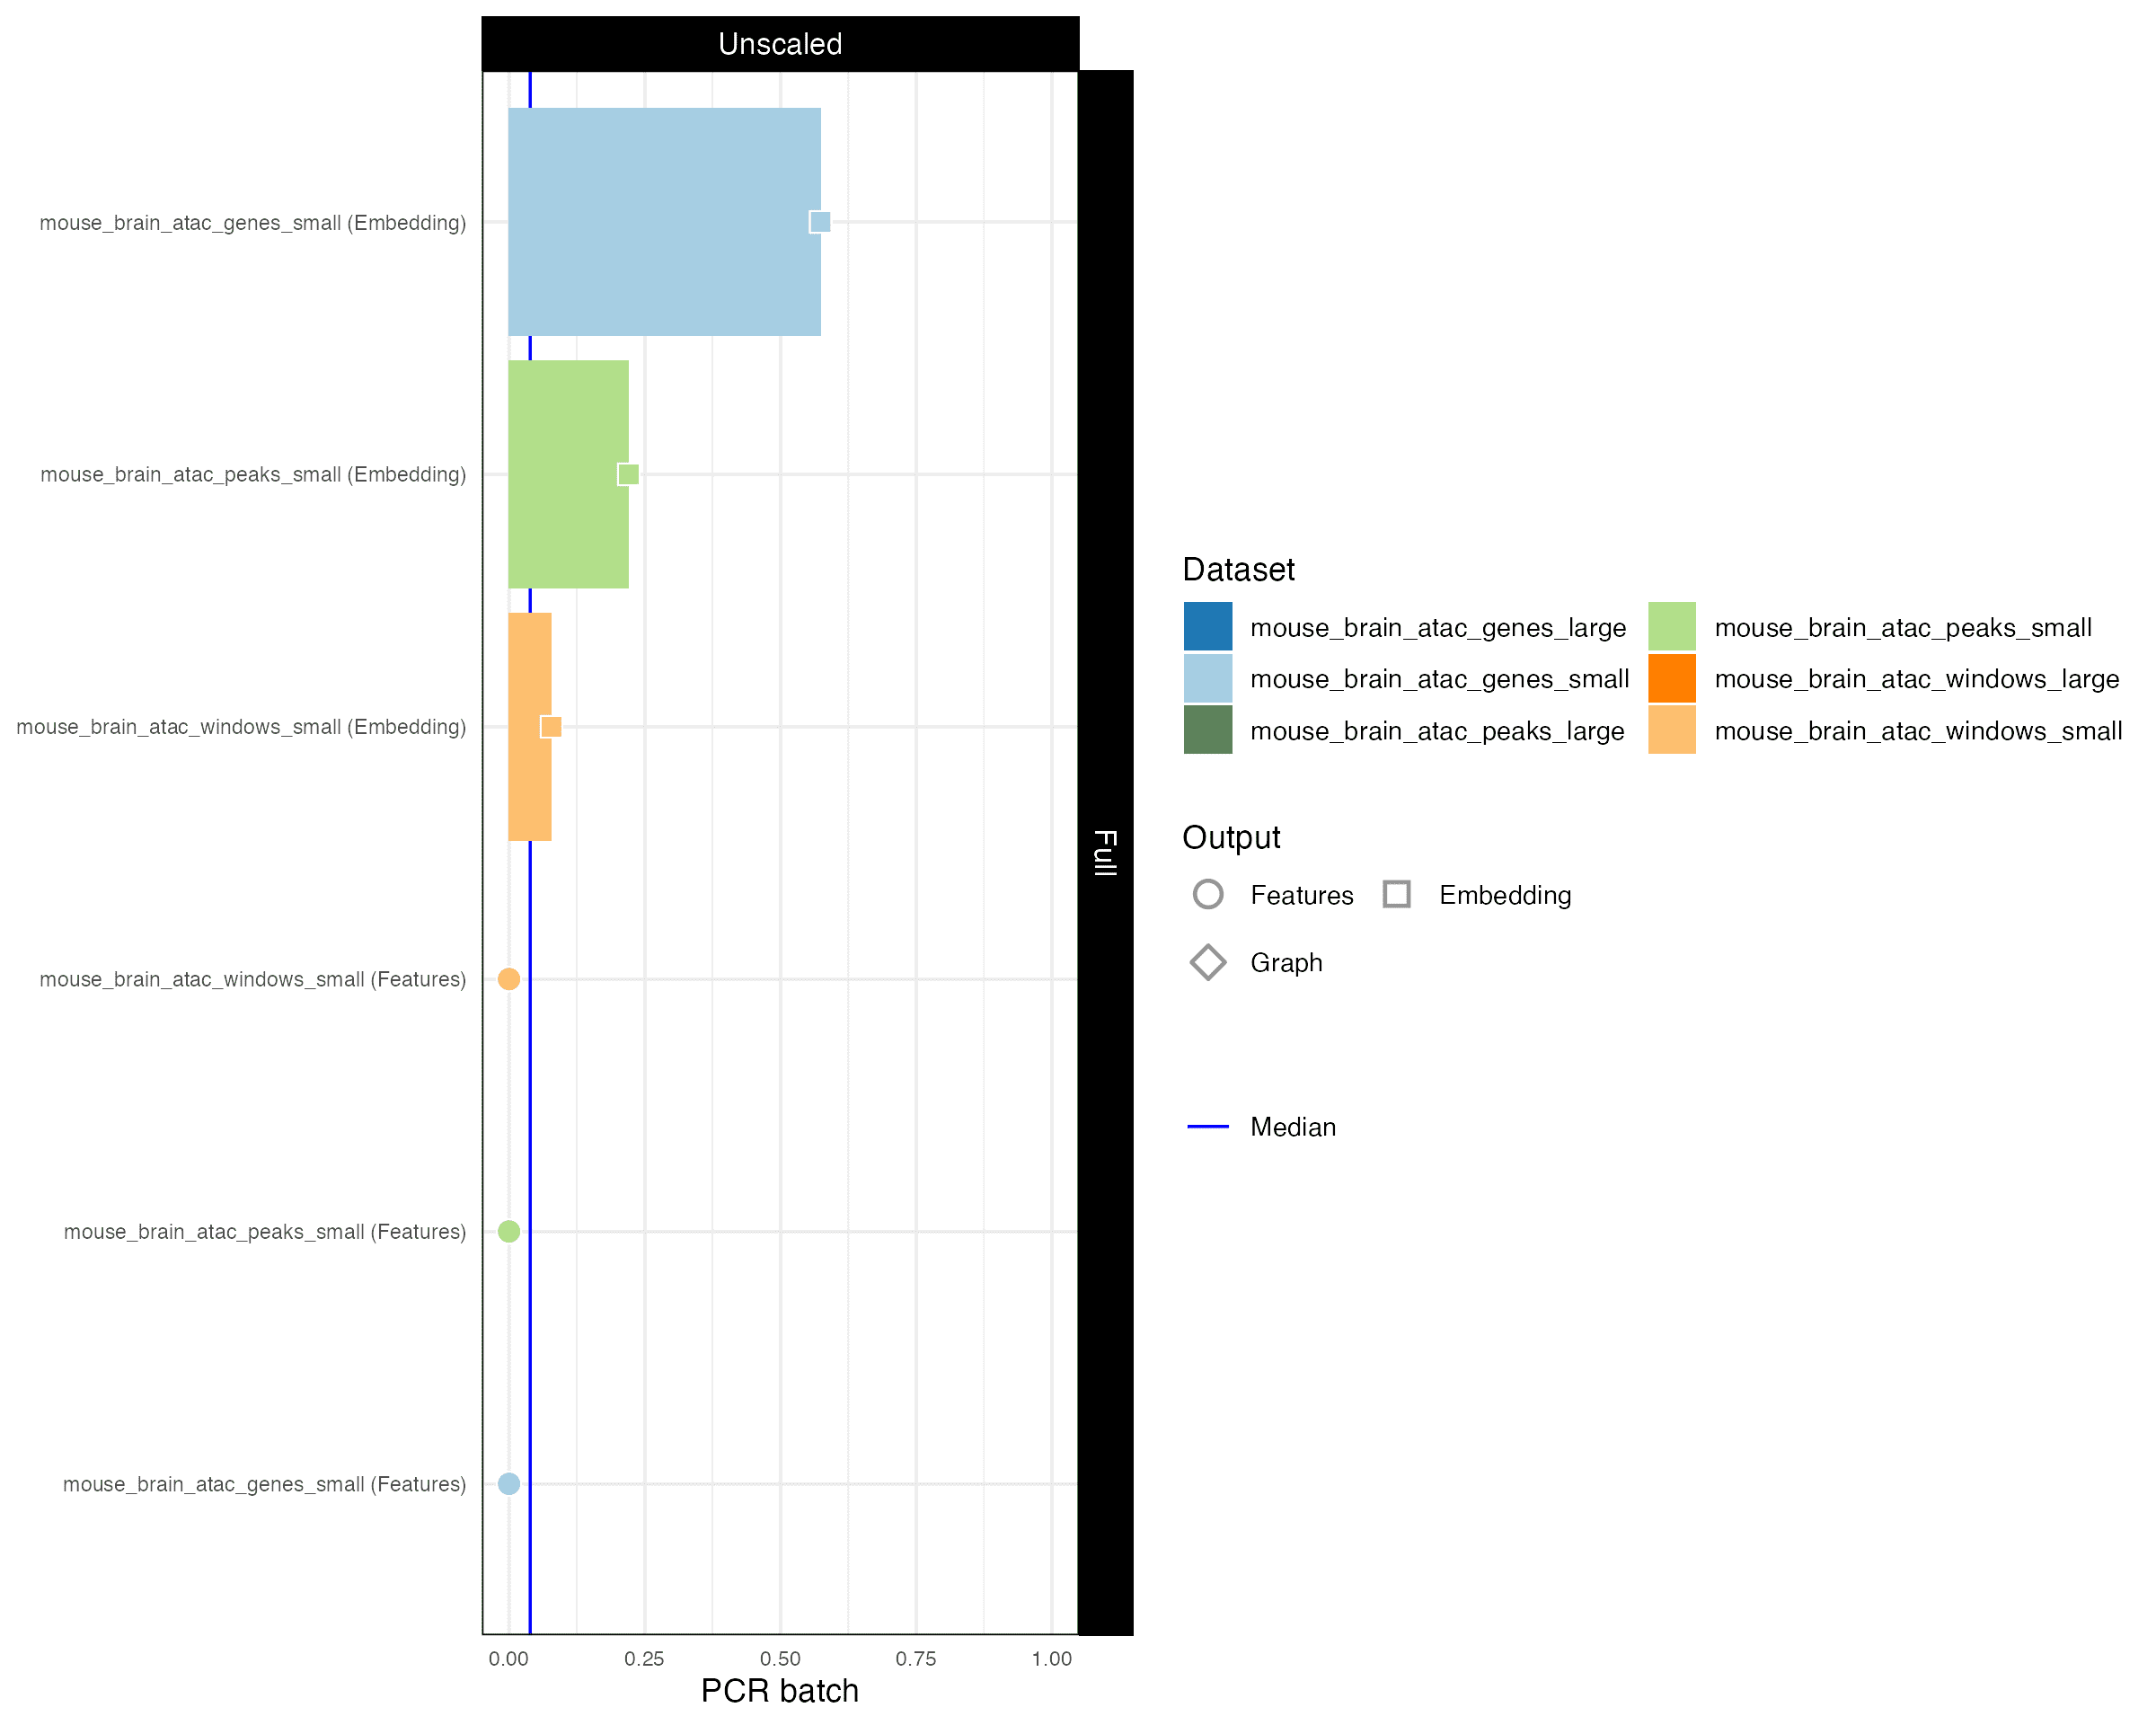 Unscaled
mouse_brain_atac_genes_small (Embedding)
mouse_brain_atac_peaks_small (Embedding)
mouse_brain_atac_windows_small (Embedding)
mouse_brain_atac_windows_small (Features)
mouse_brain_atac_peaks_small (Features)
mouse_brain_atac_genes_small (Features)
0.00 0.25 0.50 0.75 1.00
PCR batch
Full
Dataset
mouse_brain_atac_genes_large mouse_brain_atac_peaks_small
mouse_brain_atac_genes_small mouse_brain_atac_windows_large
mouse_brain_atac_peaks_large mouse_brain_atac_windows_small
Output
Features Embedding
Graph
Median